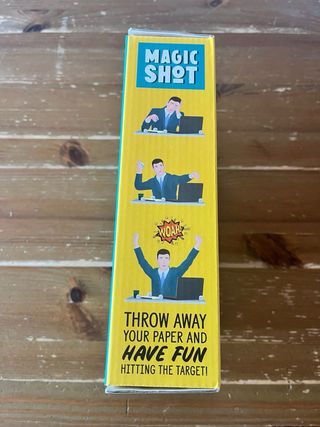 MAGIC
SHOT
WOAH!
THROW AWAY
YOUR PAPER AND
HAVE FUN
HITTING THE TARGET!